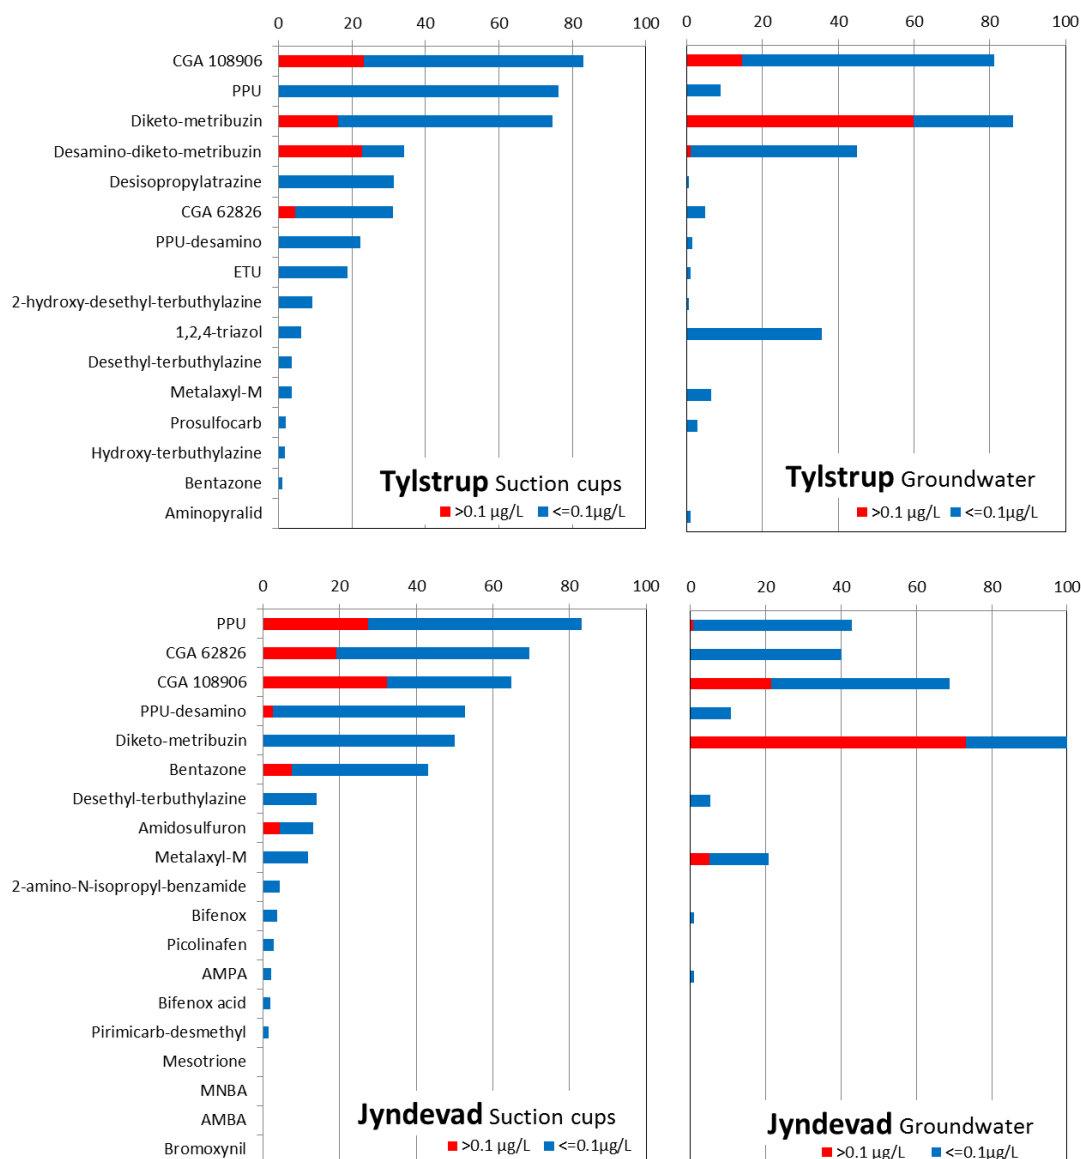 0 20 40 60 80 100
0 20 40 60 80 100
CGA 108906
PPU
Diketo-metribuzin
Desamino-diketo-metribuzin
Desisopropylatrazine
CGA 62826
PPU-desamino
ETU
2-hydroxy-desethyl-terbuthylazine
1,2,4-triazol
Desethyl-terbuthylazine
Metalaxyl-M
Prosulfocarb
Hydroxy-terbuthylazine
Bentazone
Aminopyralid
Tylstrup Suction cups
>0.1 µg/L <=0.1µg/L
Tylstrup Groundwater
>0.1 µg/L <=0.1µg/L
0 20 40 60 80 100
0 20 40 60 80 100
PPU
CGA 62826
CGA 108906
PPU-desamino
Diketo-metribuzin
Bentazone
Desethyl-terbuthylazine
Amidosulfuron
Metalaxyl-M
2-amino-N-isopropyl-benzamide
Bifenox
Picolinafen
AMPA
Bifenox acid
Pirimicarb-desmethyl
Mesotrione
MNBA
AMBA
Bromoxynil
Jyndevad Suction cups
>0.1 µg/L <=0.1µg/L
Jyndevad Groundwater
>0.1 µg/L <=0.1µg/L